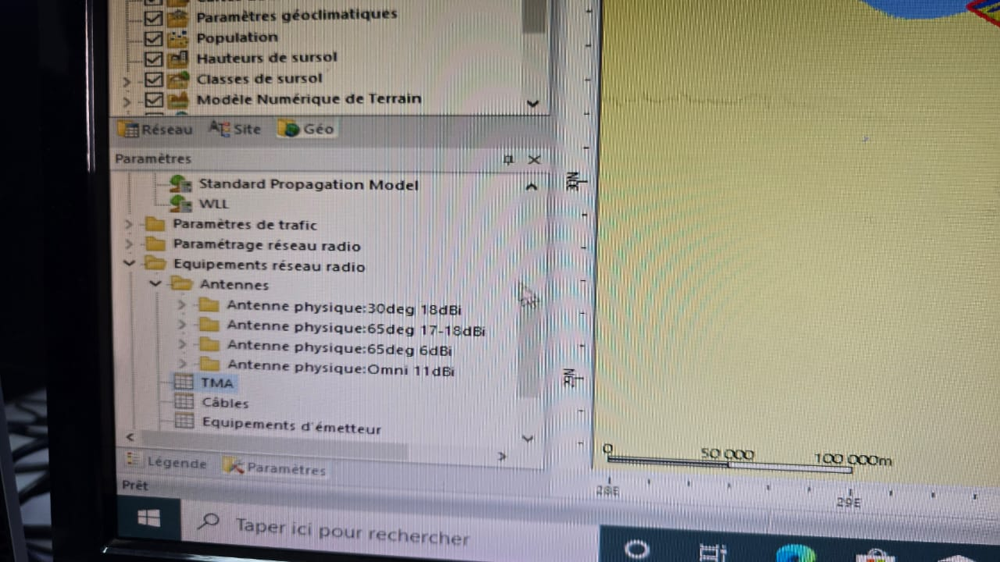 Paramètres géoclimatiques
Population
Hauteurs de sursol
Classes de sursol
Modèle Numérique de Terrain
Réseau Site Géo
Paramètres
Standard Propagation Model
WLL
Paramètres de trafic
Paramétrage réseau radio
Equipements réseau radio
Antennes
Antenne physique:30deg 18dBi
Antenne physique:65deg 17-18dBi
Antenne physique:65deg 6dBi
Antenne physique:Omni 11dBi
TMA
Câbles
Equipements d'émetteur
Légende Paramètres
Prêt
Taper ici pour rechercher
0 50 000 100 000m
28E 29E